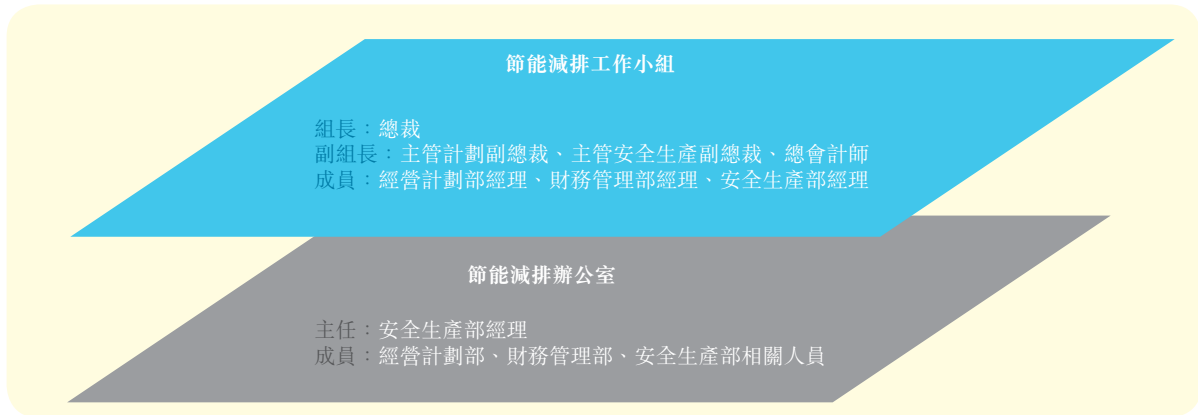 節能減排工作小組
組長：總裁
副組長：主管計劃副總裁、主管安全生產副總裁、總會計師
成員：經營計劃部經理、財務管理部經理、安全生產部經理
節能減排辦公室
主任：安全生產部經理
成員：經營計劃部、財務管理部、安全生產部相關人員